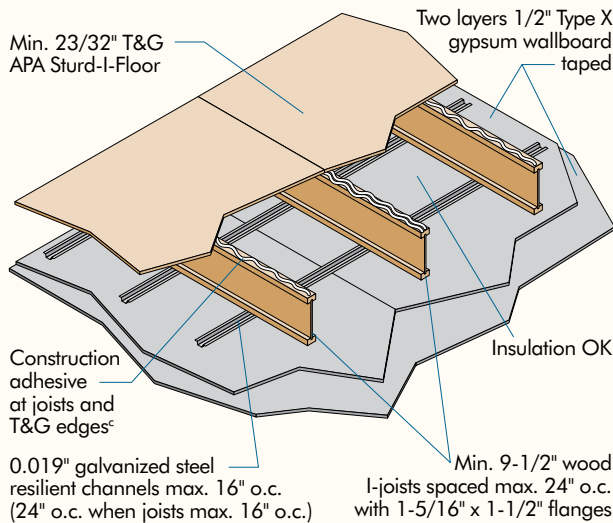 Min. 23/32" T&G
APA Sturd-I-Floor
Two layers 1/2" Type X
gypsum wallboard
taped
Insulation OK
Construction
adhesive
at joists and
T&G edgesᶜ
0.019" galvanized steel
resilient channels max. 16" o.c.
(24" o.c. when joists max. 16" o.c.)
Min. 9-1/2" wood
I-joists spaced max. 24" o.c.
with 1-5/16" x 1-1/2" flanges